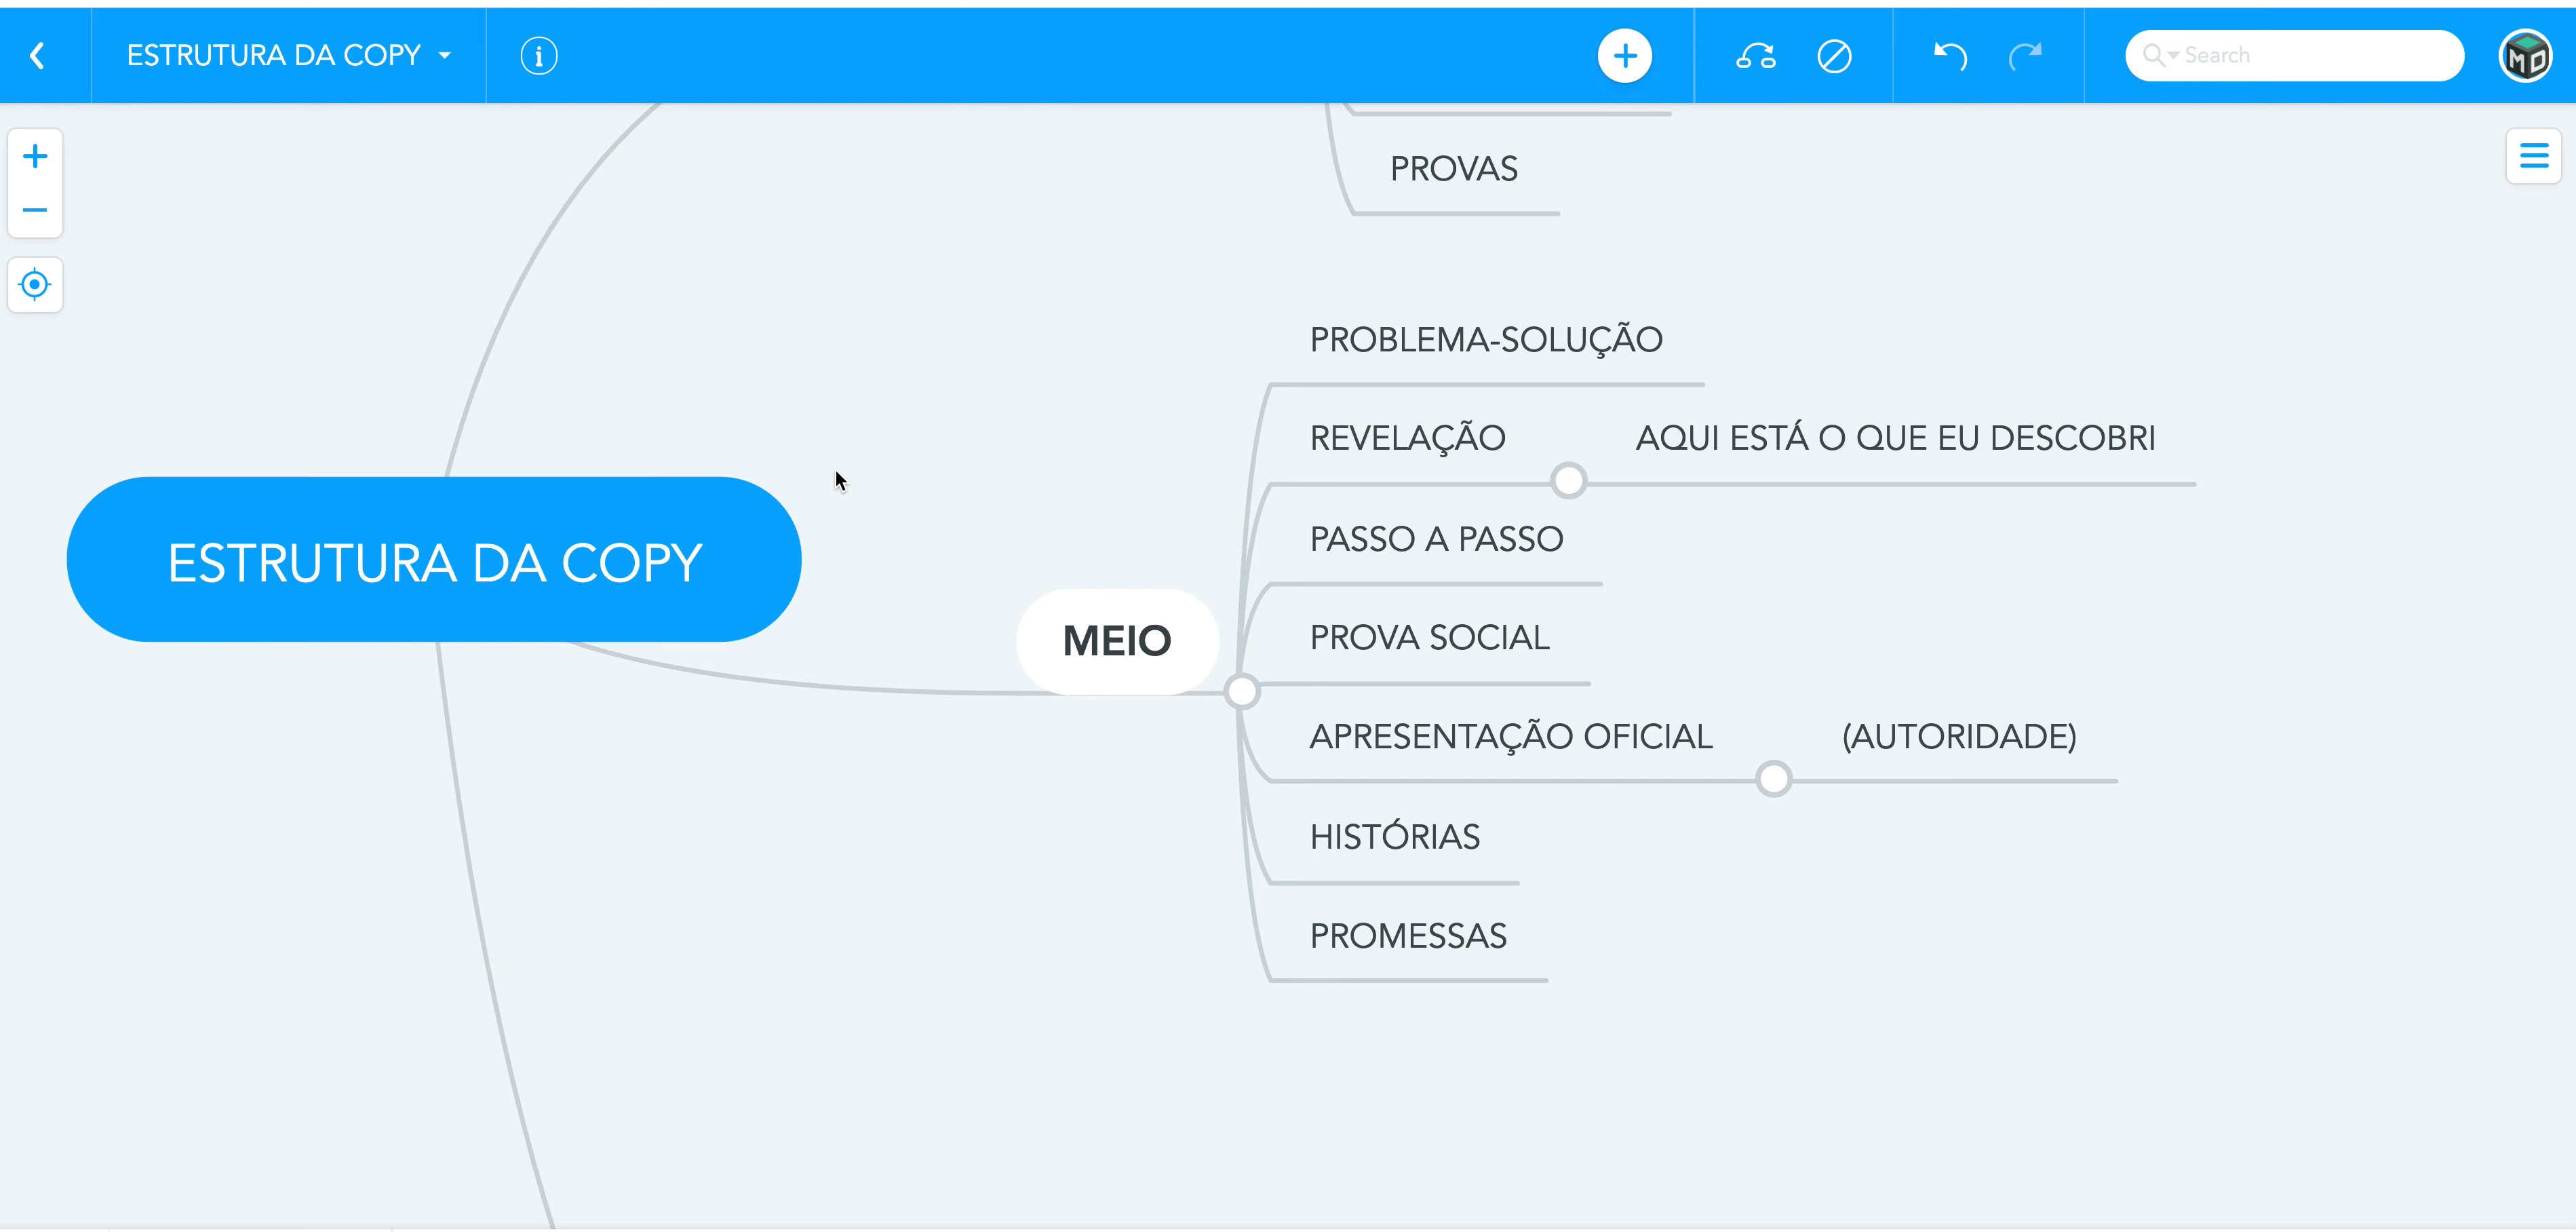 ESTRUTURA DA COPY
Search
MD
PROVAS
PROBLEMA-SOLUÇÃO
REVELAÇÃO
AQUI ESTÁ O QUE EU DESCOBRI
PASSO A PASSO
ESTRUTURA DA COPY
MEIO
PROVA SOCIAL
APRESENTAÇÃO OFICIAL
(AUTORIDADE)
HISTÓRIAS
PROMESSAS